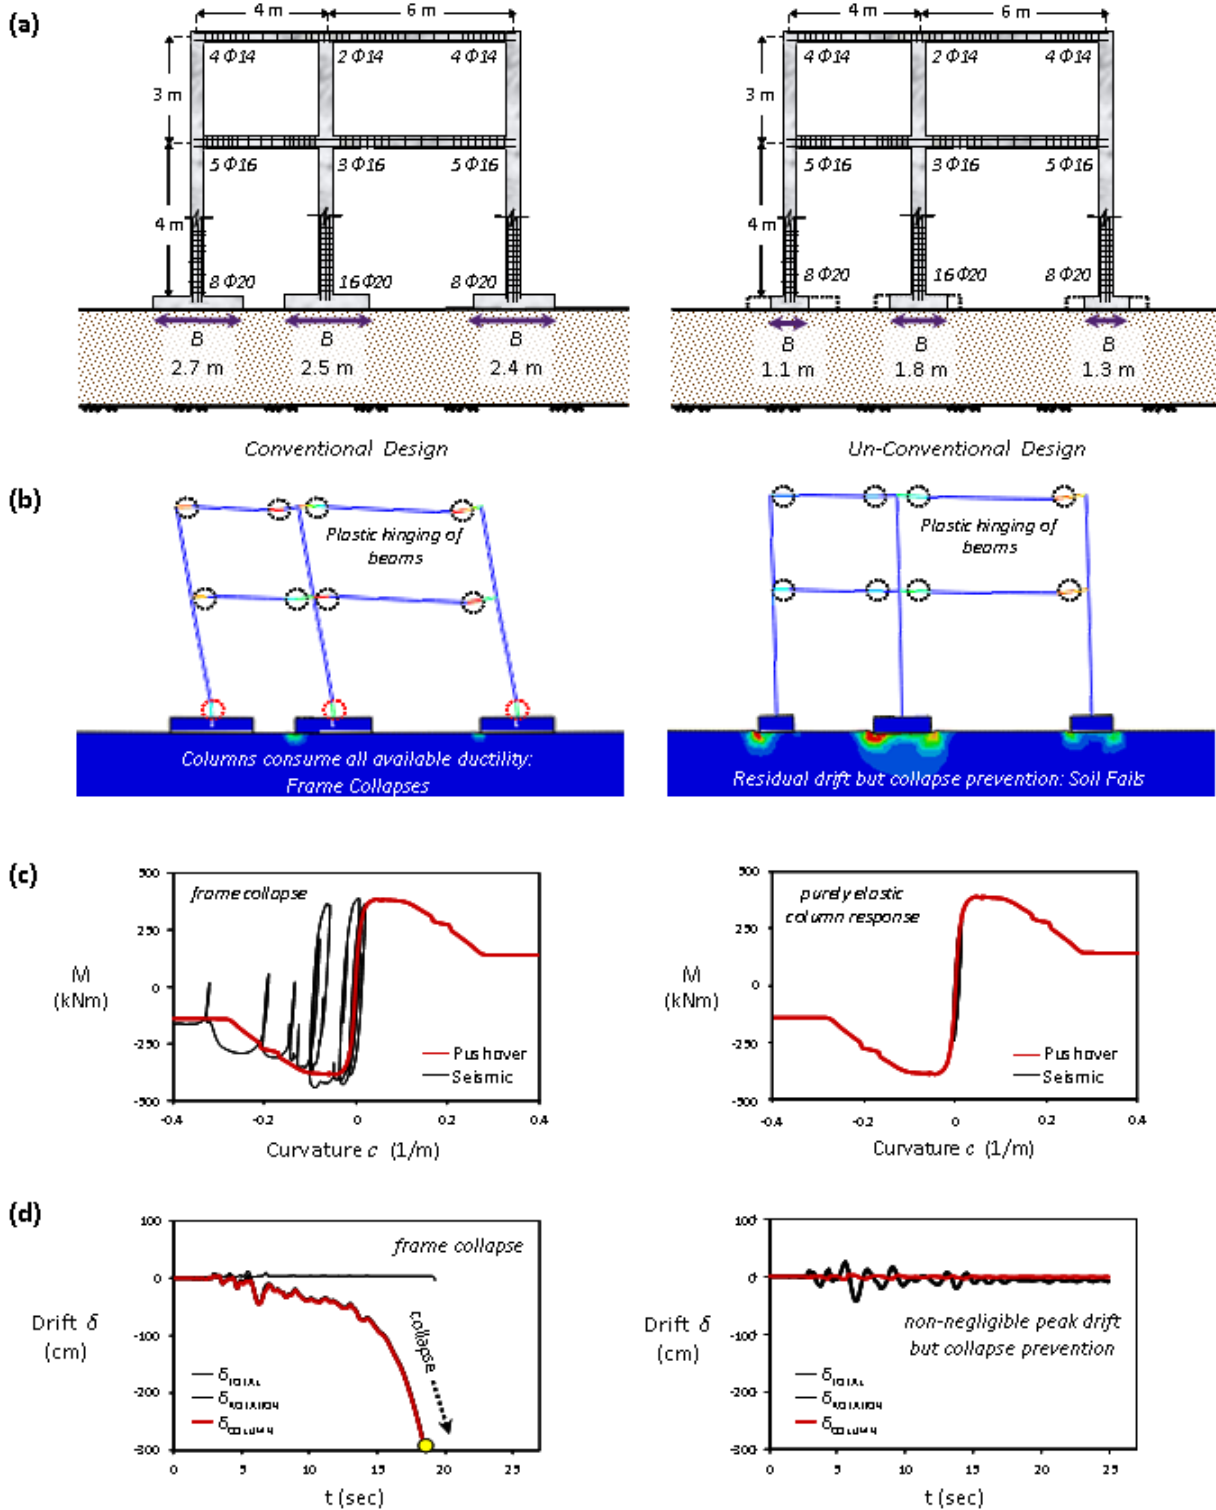 (a)
4 m 6 m 4 m 6 m
4 Φ14 2 Φ14 4 Φ14 4 Φ14 2 Φ14 4 Φ14
3 m 3 m
5 Φ16 3 Φ16 5 Φ16 5 Φ16 3 Φ16 5 Φ16
4 m 4 m
8 Φ20 16 Φ20 8 Φ20 8 Φ20 16 Φ20 8 Φ20
B B B B B B
2.7 m 2.5 m 2.4 m 1.1 m 1.8 m 1.3 m
Conventional Design Un-Conventional Design
(b)
Plastic hinging of
beams
Plastic hinging of
beams
Columns consume all available ductility:
Frame Collapses
Residual drift but collapse prevention: Soil Fails
(c)
500
250
0
-250
-500
M
(kNm)
frame collapse
Pushover
Seismic
-0.4 -0.2 0 0.2 0.4
Curvature c (1/m)
500
250
0
-250
-500
M
(kNm)
purely elastic
column response
Pushover
Seismic
-0.4 -0.2 0 0.2 0.4
Curvature c (1/m)
(d)
100
0
-100
-200
-300
Drift δ
(cm)
frame collapse
collapse
δTOTAL
δROTATION
δCOLUMN
0 5 10 15 20 25
t (sec)
100
0
-100
-200
-300
Drift δ
(cm)
non-negligible peak drift
but collapse prevention
δTOTAL
δROTATION
δCOLUMN
0 5 10 15 20 25
t (sec)